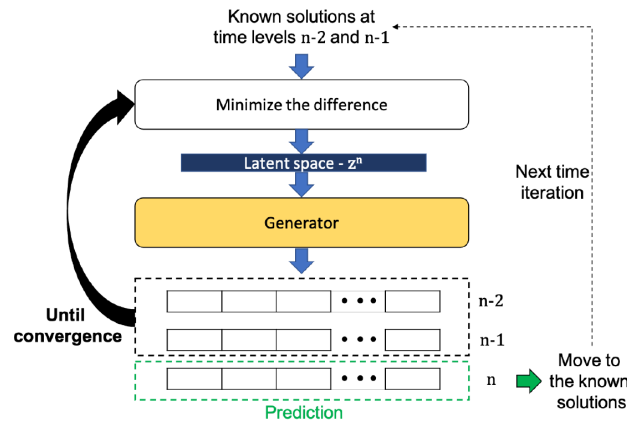 Known solutions at
time levels n-2 and n-1
Minimize the difference
Latent space - zⁿ
Next time
iteration
Generator
n-2
Until
convergence
n-1
n
Move to
the known
solutions
Prediction